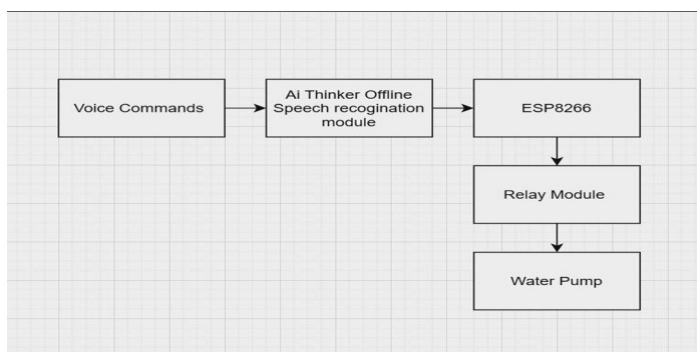 Voice Commands
Ai Thinker Offline
Speech recogination
module
ESP8266
Relay Module
Water Pump